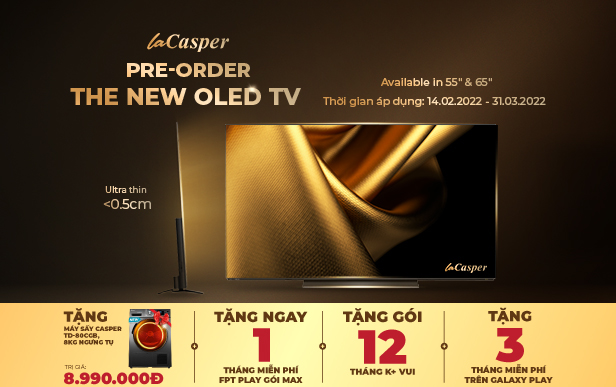 laCasper
PRE-ORDER
THE NEW OLED TV
Available in 55" & 65"
Thời gian áp dụng: 14.02.2022 - 31.03.2022
Ultra thin
<0.5cm
laCasper
TẶNG
MÁY SẤY CASPER
TD-80CGB,
8KG NGƯNG TỤ
TRỊ GIÁ:
8.990.000Đ
TẶNG NGAY
1
THÁNG MIỄN PHÍ
FPT PLAY GÓI MAX
TẶNG GÓI
12
THÁNG K+ VUI
TẶNG
3
THÁNG MIỄN PHÍ
TRÊN GALAXY PLAY